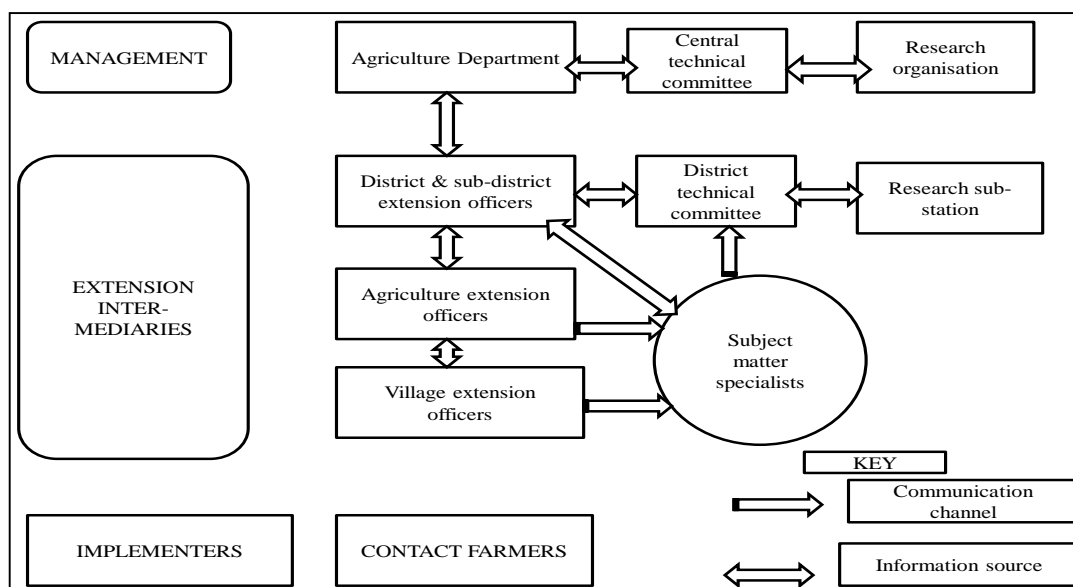 MANAGEMENT
Agriculture Department
Central
technical
committee
Research
organisation
District & sub-district
extension officers
District
technical
committee
Research sub-
station
EXTENSION
INTER-
MEDIARIES
Agriculture extension
officers
Subject
matter
specialists
Village extension
officers
KEY
Communication
channel
IMPLEMENTERS
CONTACT FARMERS
Information source